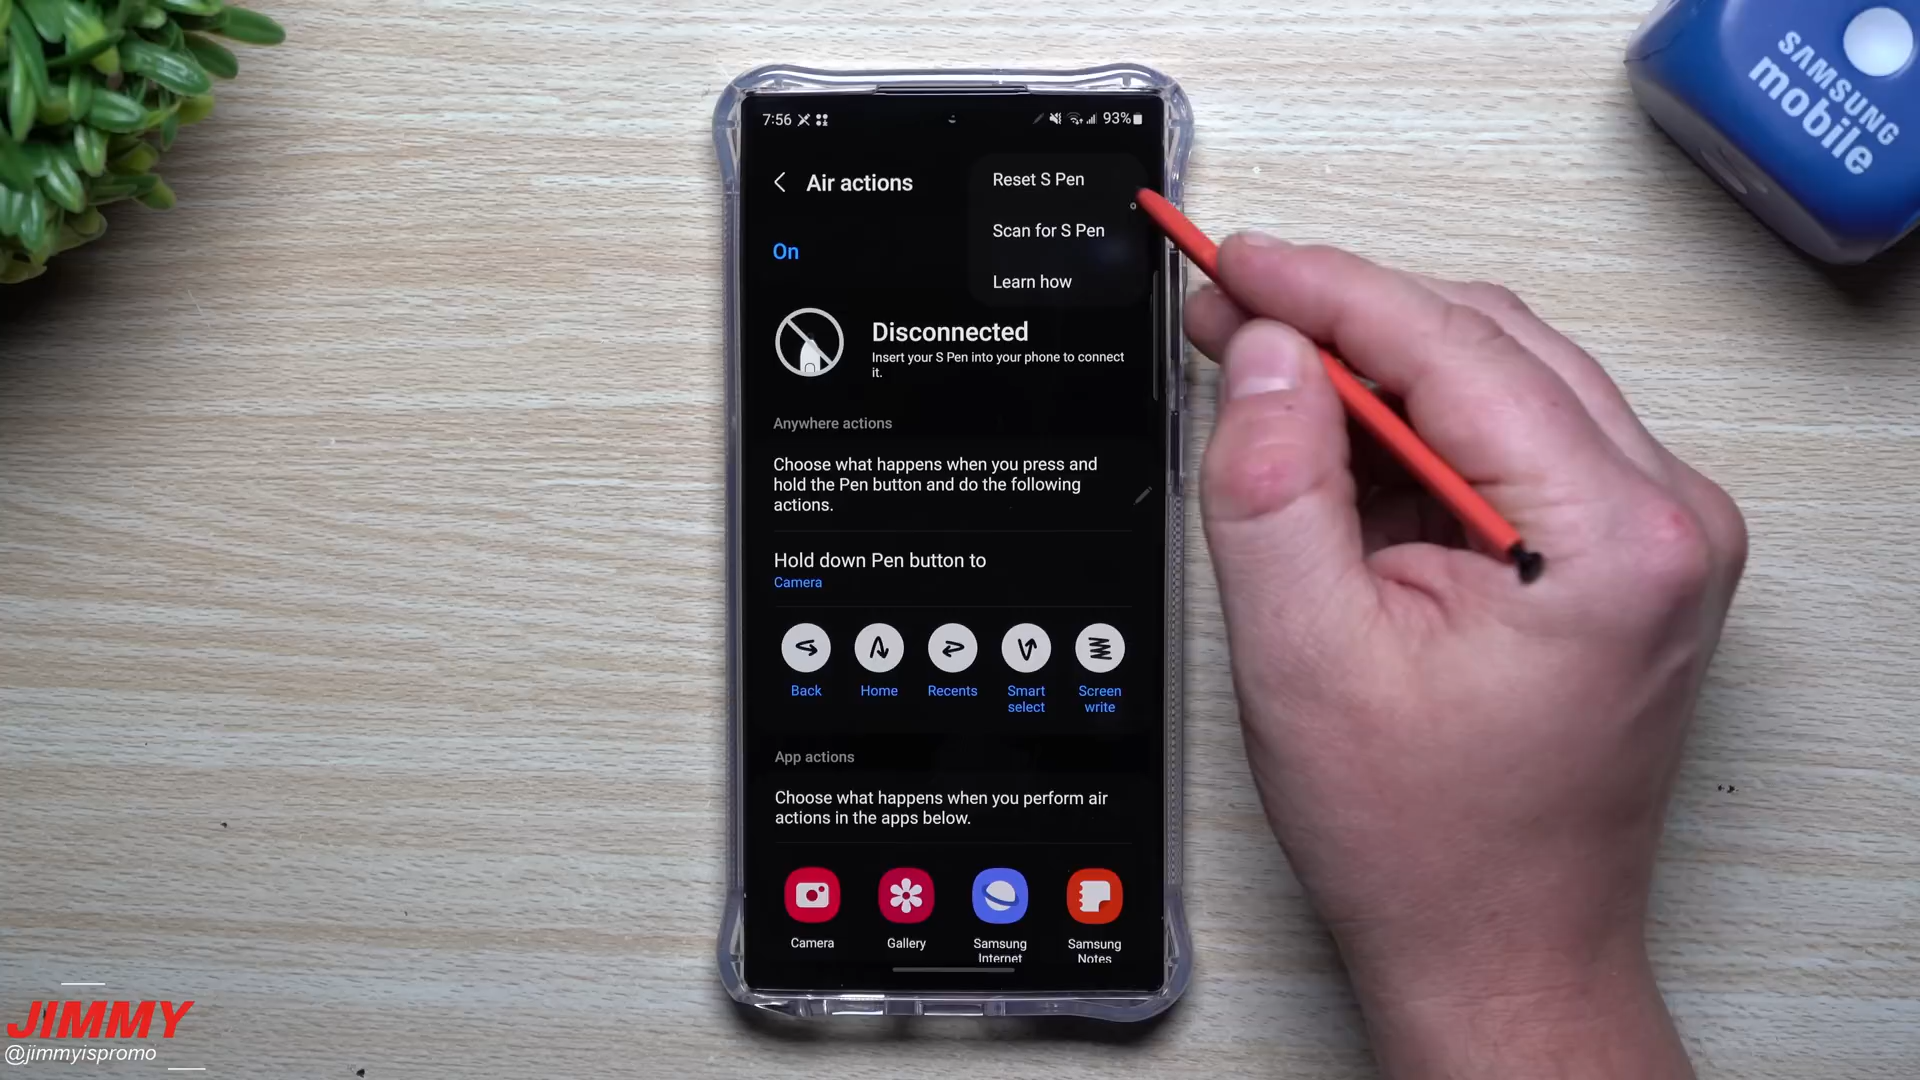 SAMSUNG
mobile
7:56
93%
Air actions
Reset S Pen
Scan for S Pen
Learn how
On
Disconnected
Insert your S Pen into your phone to connect
it.
Anywhere actions
Choose what happens when you press and
hold the Pen button and do the following
actions.
Hold down Pen button to
Camera
Back
Home
Recents
Smart
select
Screen
write
App actions
Choose what happens when you perform air
actions in the apps below.
Camera
Gallery
Samsung
Internet
Samsung
Notes
JIMMY
@jimmyispromo